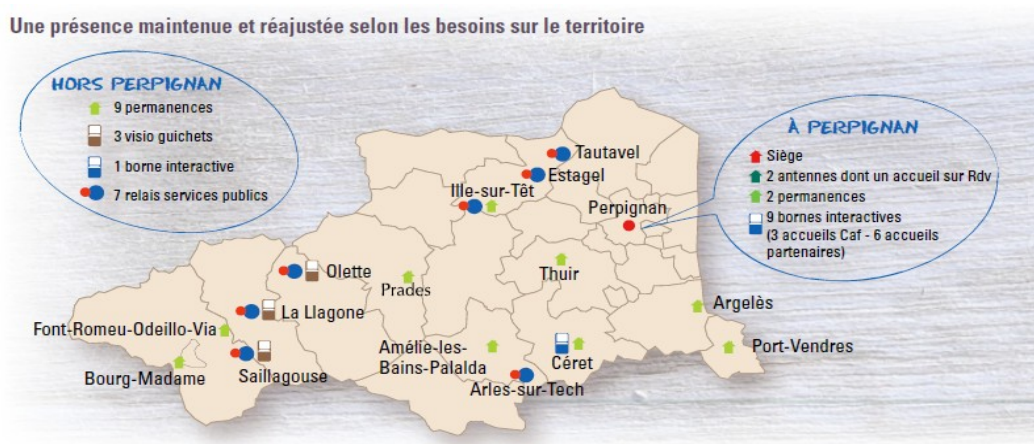 Une présence maintenue et réajustée selon les besoins sur le territoire
HORS PERPIGNAN
9 permanences
3 visio guichets
1 borne interactive
7 relais services publics
À PERPIGNAN
Siège
2 antennes dont un accueil sur Rdv
2 permanences
9 bornes interactives
(3 accueils Caf - 6 accueils
partenaires)
Tautavel
Estagel
Ille-sur-Têt
Perpignan
Olette
Prades
Thuir
La Llagone
Argelès
Font-Romeu-Odeillo-Via
Amélie-les-
Bains-Palalda
Céret
Port-Vendres
Bourg-Madame
Saillagouse
Arles-sur-Tech